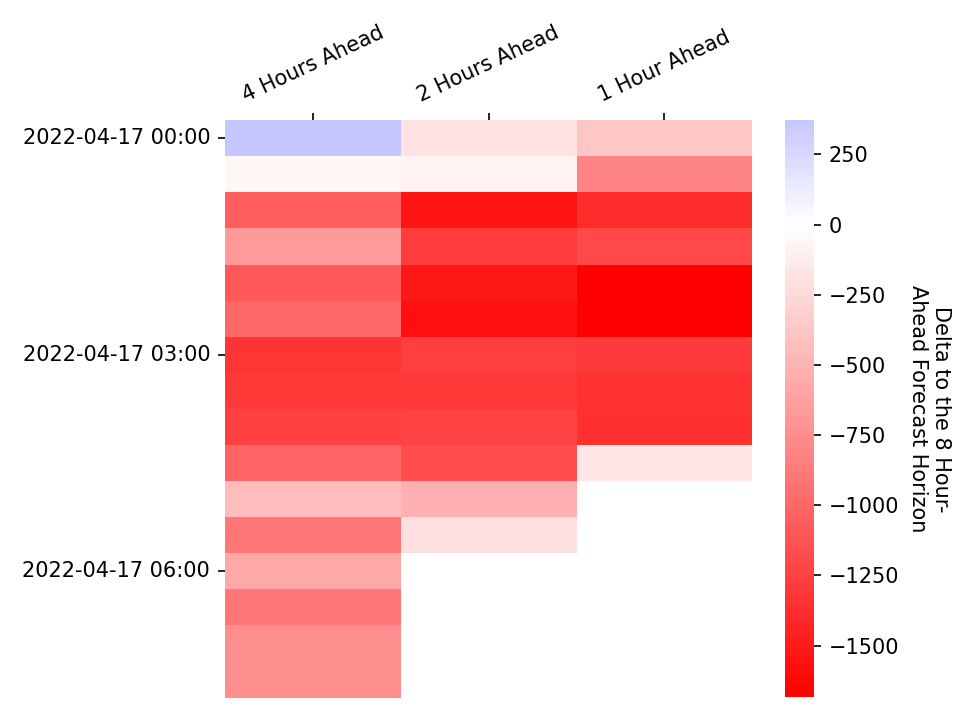 4 Hours Ahead
2 Hours Ahead
1 Hour Ahead
2022-04-17 00:00
2022-04-17 03:00
2022-04-17 06:00
250
0
−250
−500
−750
−1000
−1250
−1500
Delta to the 8 Hour-
Ahead Forecast Horizon